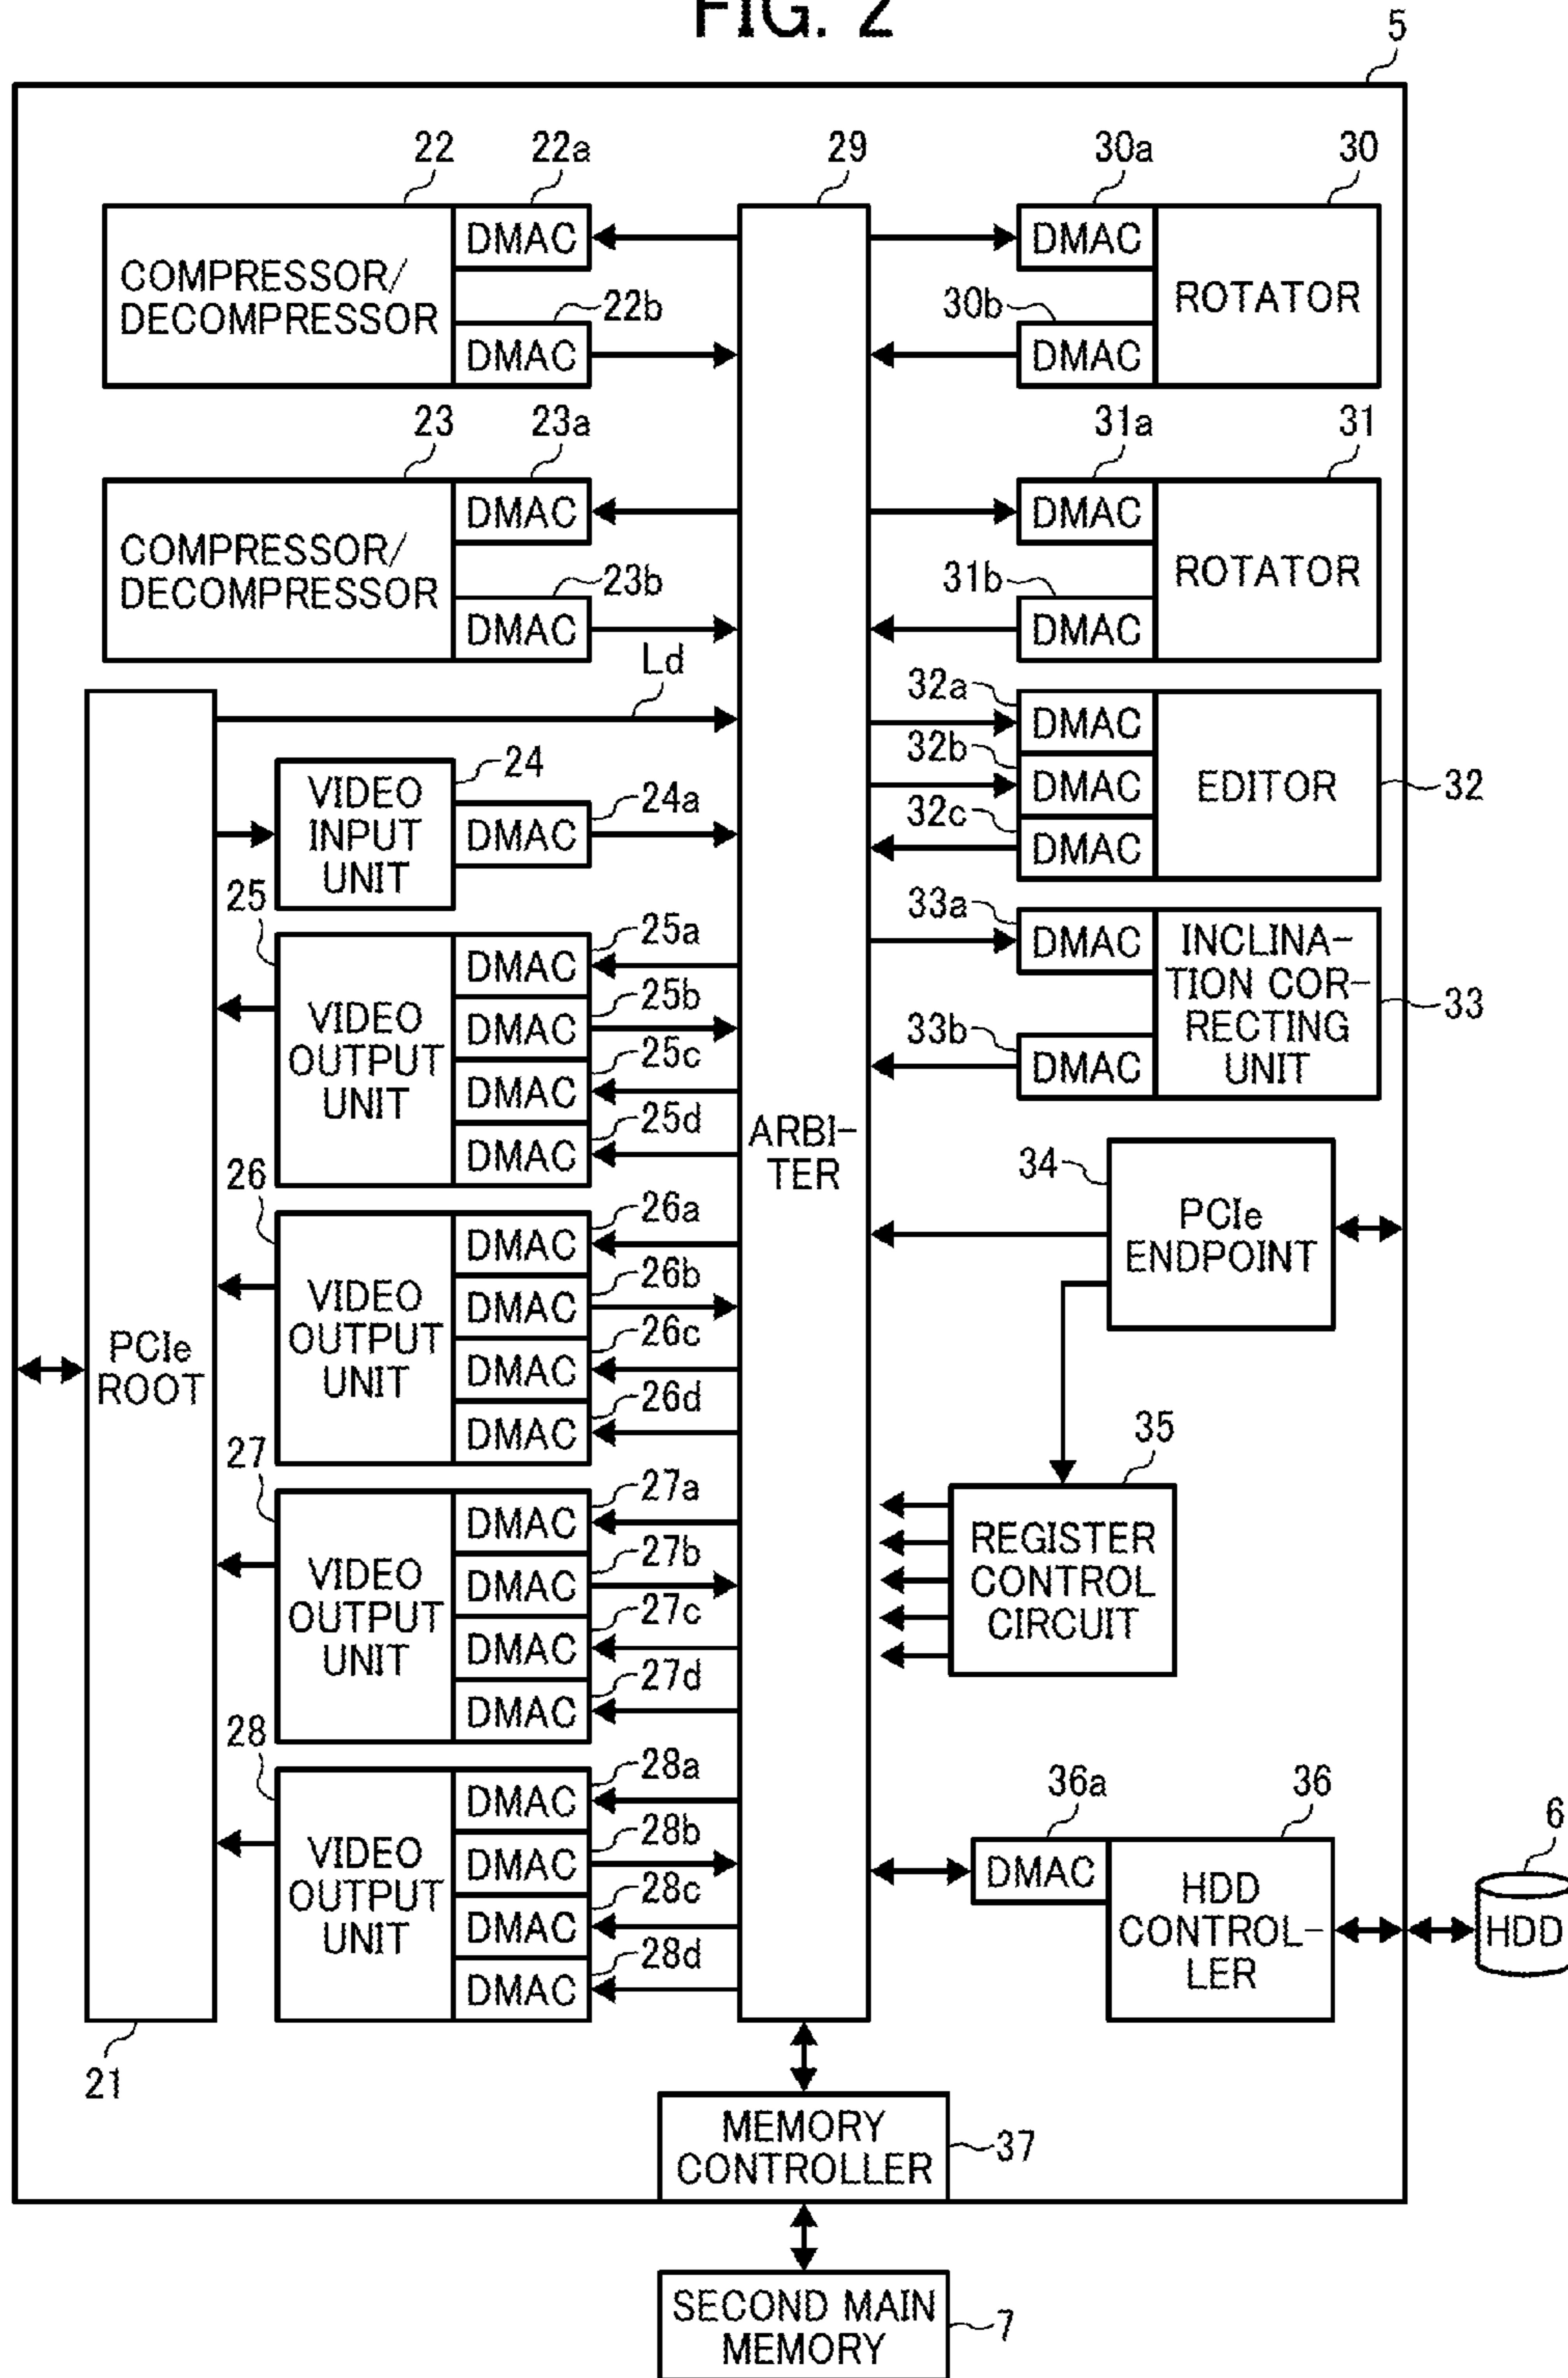 FIG. 2
5
22
22a
29
30a
30
DMAC
DMAC
COMPRESSOR/
DECOMPRESSOR
ROTATOR
22b
30b
DMAC
DMAC
23
23a
31a
31
DMAC
DMAC
COMPRESSOR/
DECOMPRESSOR
ROTATOR
23b
31b
DMAC
DMAC
Ld
32a
DMAC
32b
DMAC
32c
DMAC
EDITOR
32
24
VIDEO
INPUT
UNIT
24a
DMAC
33a
DMAC
INCLINA-
TION COR-
RECTING
UNIT
33
33b
DMAC
25
VIDEO
OUTPUT
UNIT
25a
DMAC
25b
DMAC
25c
DMAC
25d
DMAC
ARBI-
TER
34
PCIe
ENDPOINT
26
VIDEO
OUTPUT
UNIT
26a
DMAC
26b
DMAC
26c
DMAC
26d
DMAC
PCIe
ROOT
35
REGISTER
CONTROL
CIRCUIT
27
VIDEO
OUTPUT
UNIT
27a
DMAC
27b
DMAC
27c
DMAC
27d
DMAC
28
VIDEO
OUTPUT
UNIT
28a
DMAC
28b
DMAC
28c
DMAC
28d
DMAC
36a
36
DMAC
HDD
CONTROL-
LER
6
HDD
21
MEMORY
CONTROLLER
37
SECOND MAIN
MEMORY
7